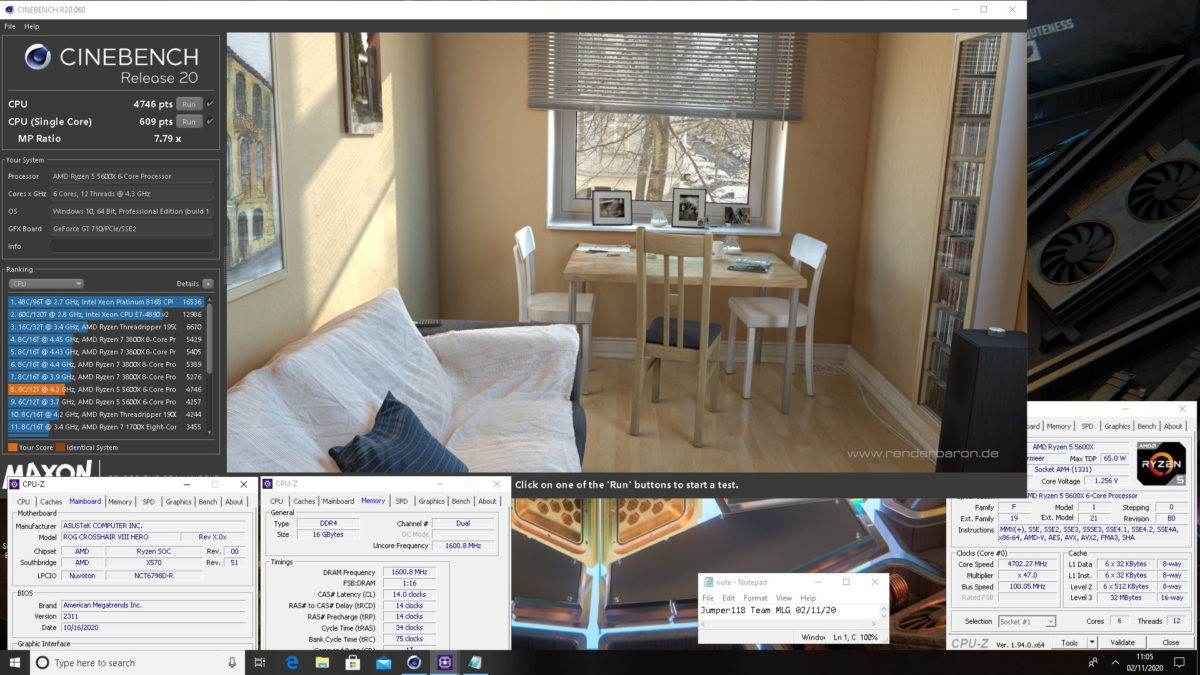 CINEBENCH R20.060
File Help
CINEBENCH
Release 20
CPU 4746 pts Run
CPU (Single Core) 609 pts Run
MP Ratio 7.79 x
Your System
Processor AMD Ryzen 5 5600X 6-Core Processor
Cores x GHz 6 Cores, 12 Threads @ 4.3 GHz
OS Windows 10, 64 Bit, Professional Edition (build 1
GFX Board GeForce GT 710/PCIe/SSE2
Info
Ranking
CPU Details
1. 48C/96T @ 2.7 GHz, Intel Xeon Platinum 8168 CPU 16536
2. 60C/120T @ 2.8 GHz, Intel Xeon CPU E7-4890 v2 12986
3. 16C/32T @ 3.4 GHz, AMD Ryzen Threadripper 1950 6670
4. 8C/16T @ 4.45 GHz, AMD Ryzen 7 3800X 8-Core Pr 5429
5. 8C/16T @ 4.43 GHz, AMD Ryzen 7 3800X 8-Core Pr 5405
6. 8C/16T @ 4.4 GHz, AMD Ryzen 7 3800X 8-Core Pro 5389
7. 8C/16T @ 3.9 GHz, AMD Ryzen 7 3800X 8-Core Pro 5276
8. 6C/12T @ 4.3 GHz, AMD Ryzen 5 5600X 6-Core Pro 4746
9. 6C/12T @ 3.7 GHz, AMD Ryzen 5 5600X 6-Core Pro 4257
10. 8C/16T @ 4.2 GHz, AMD Ryzen Threadripper 190 4244
11. 8C/16T @ 3.4 GHz, AMD Ryzen 7 1700X Eight-Cor 3455
Your Score Identical System
MAXON
www.renderbaron.de
Click on one of the 'Run' buttons to start a test.
CPU-Z
CPU Caches Mainboard Memory SPD Graphics Bench About
Motherboard
Manufacturer ASUSTeK COMPUTER INC.
Model ROG CROSSHAIR VIII HERO Rev X.0x
Chipset AMD Ryzen SOC Rev. 00
Southbridge AMD X570 Rev. 51
LPCIO Nuvoton NCT6798D-R
BIOS
Brand American Megatrends Inc.
Version 2311
Date 10/16/2020
Graphic Interface
CPU-Z
CPU Caches Mainboard Memory SPD Graphics Bench About
General
Type DDR4 Channel # Dual
Size 16 GBytes DC Mode
Uncore Frequency 1600.8 MHz
Timings
DRAM Frequency 1600.8 MHz
FSB:DRAM 1:16
CAS# Latency (CL) 14.0 clocks
RAS# to CAS# Delay (tRCD) 14 clocks
RAS# Precharge (tRP) 14 clocks
Cycle Time (tRAS) 34 clocks
Bank Cycle Time (tRC) 75 clocks
note - Notepad
File Edit Format View Help
Jumper118 Team MLG 02/11/20
Window Ln 1, C 100%
Memory SPD Graphics Bench About
AMD Ryzen 5 5600X
Max TDP 65.0 W
Socket AM4 (1331)
Core Voltage 1.256 V
AMD
RYZEN
5
AMD Ryzen 5 5600X 6-Core Processor
Family F Model 1 Stepping 0
Ext. Family 19 Ext. Model 21 Revision B0
Instructions MMX(+), SSE, SSE2, SSE3, SSSE3, SSE4.1, SSE4.2, SSE4A,
x86-64, AMD-V, AES, AVX, AVX2, FMA3, SHA
Clocks (Core #0) Cache
Core Speed 4702.27 MHz L1 Data 6 x 32 KBytes 8-way
Multiplier x 47.0 L1 Inst. 6 x 32 KBytes 8-way
Bus Speed 100.05 MHz Level 2 6 x 512 KBytes 8-way
Rated FSB Level 3 32 MBytes 16-way
Selection Socket #1 Cores 6 Threads 12
CPU-Z Ver. 1.94.0.x64 Tools Validate Close
Type here to search
11:05
02/11/2020